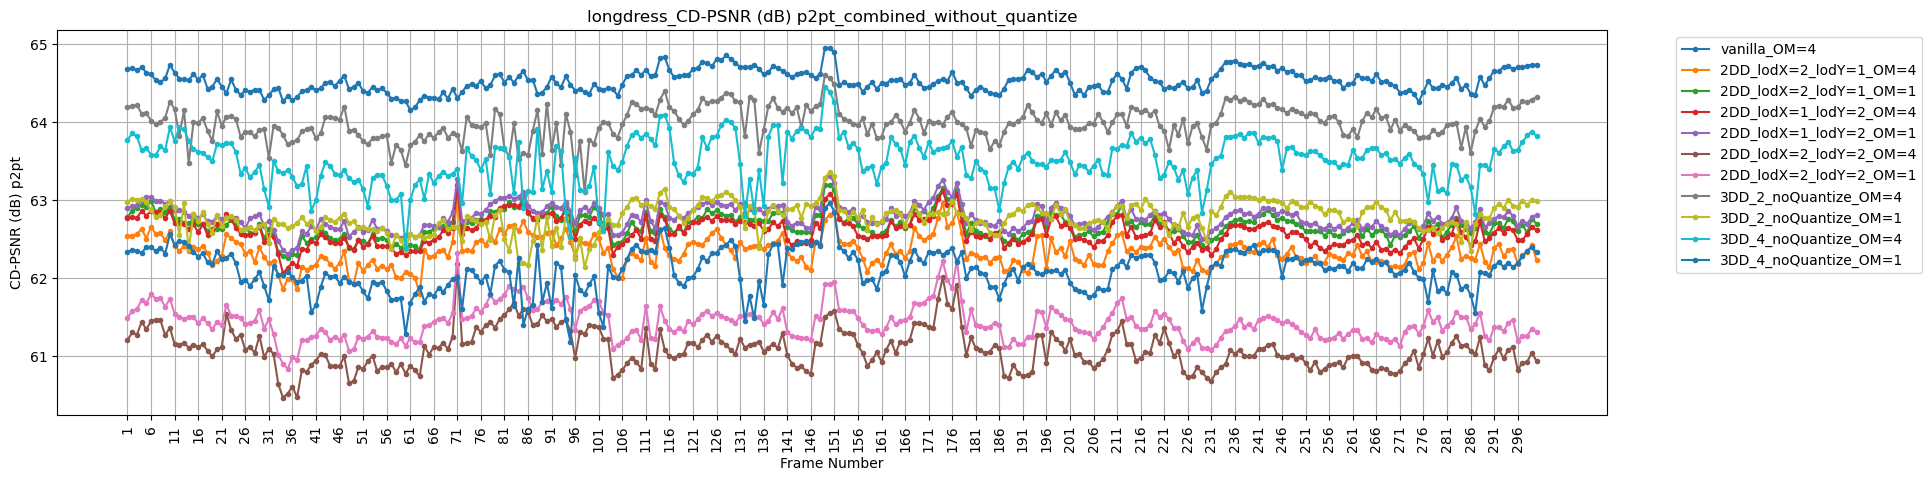 longdress_CD-PSNR (dB) p2pt_combined_without_quantize
65
64
63
62
61
CD-PSNR (dB) p2pt
1 6 11 16 21 26 31 36 41 46 51 56 61 66 71 76 81 86 91 96 101 106 111 116 121 126 131 136 141 146 151 156 161 166 171 176 181 186 191 196 201 206 211 216 221 226 231 236 241 246 251 256 261 266 271 276 281 286 291 296
Frame Number
vanilla_OM=4
2DD_lodX=2_lodY=1_OM=4
2DD_lodX=2_lodY=1_OM=1
2DD_lodX=1_lodY=2_OM=4
2DD_lodX=1_lodY=2_OM=1
2DD_lodX=2_lodY=2_OM=4
2DD_lodX=2_lodY=2_OM=1
3DD_2_noQuantize_OM=4
3DD_2_noQuantize_OM=1
3DD_4_noQuantize_OM=4
3DD_4_noQuantize_OM=1